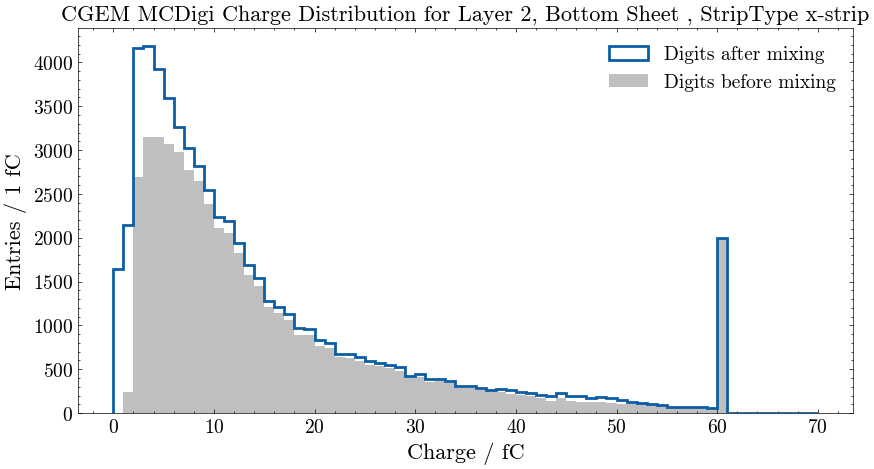 CGEM MCDigi Charge Distribution for Layer 2, Bottom Sheet , StripType x-strip
Digits after mixing
Digits before mixing
Entries / 1 fC
4000
3500
3000
2500
2000
1500
1000
500
0
0 10 20 30 40 50 60 70
Charge / fC